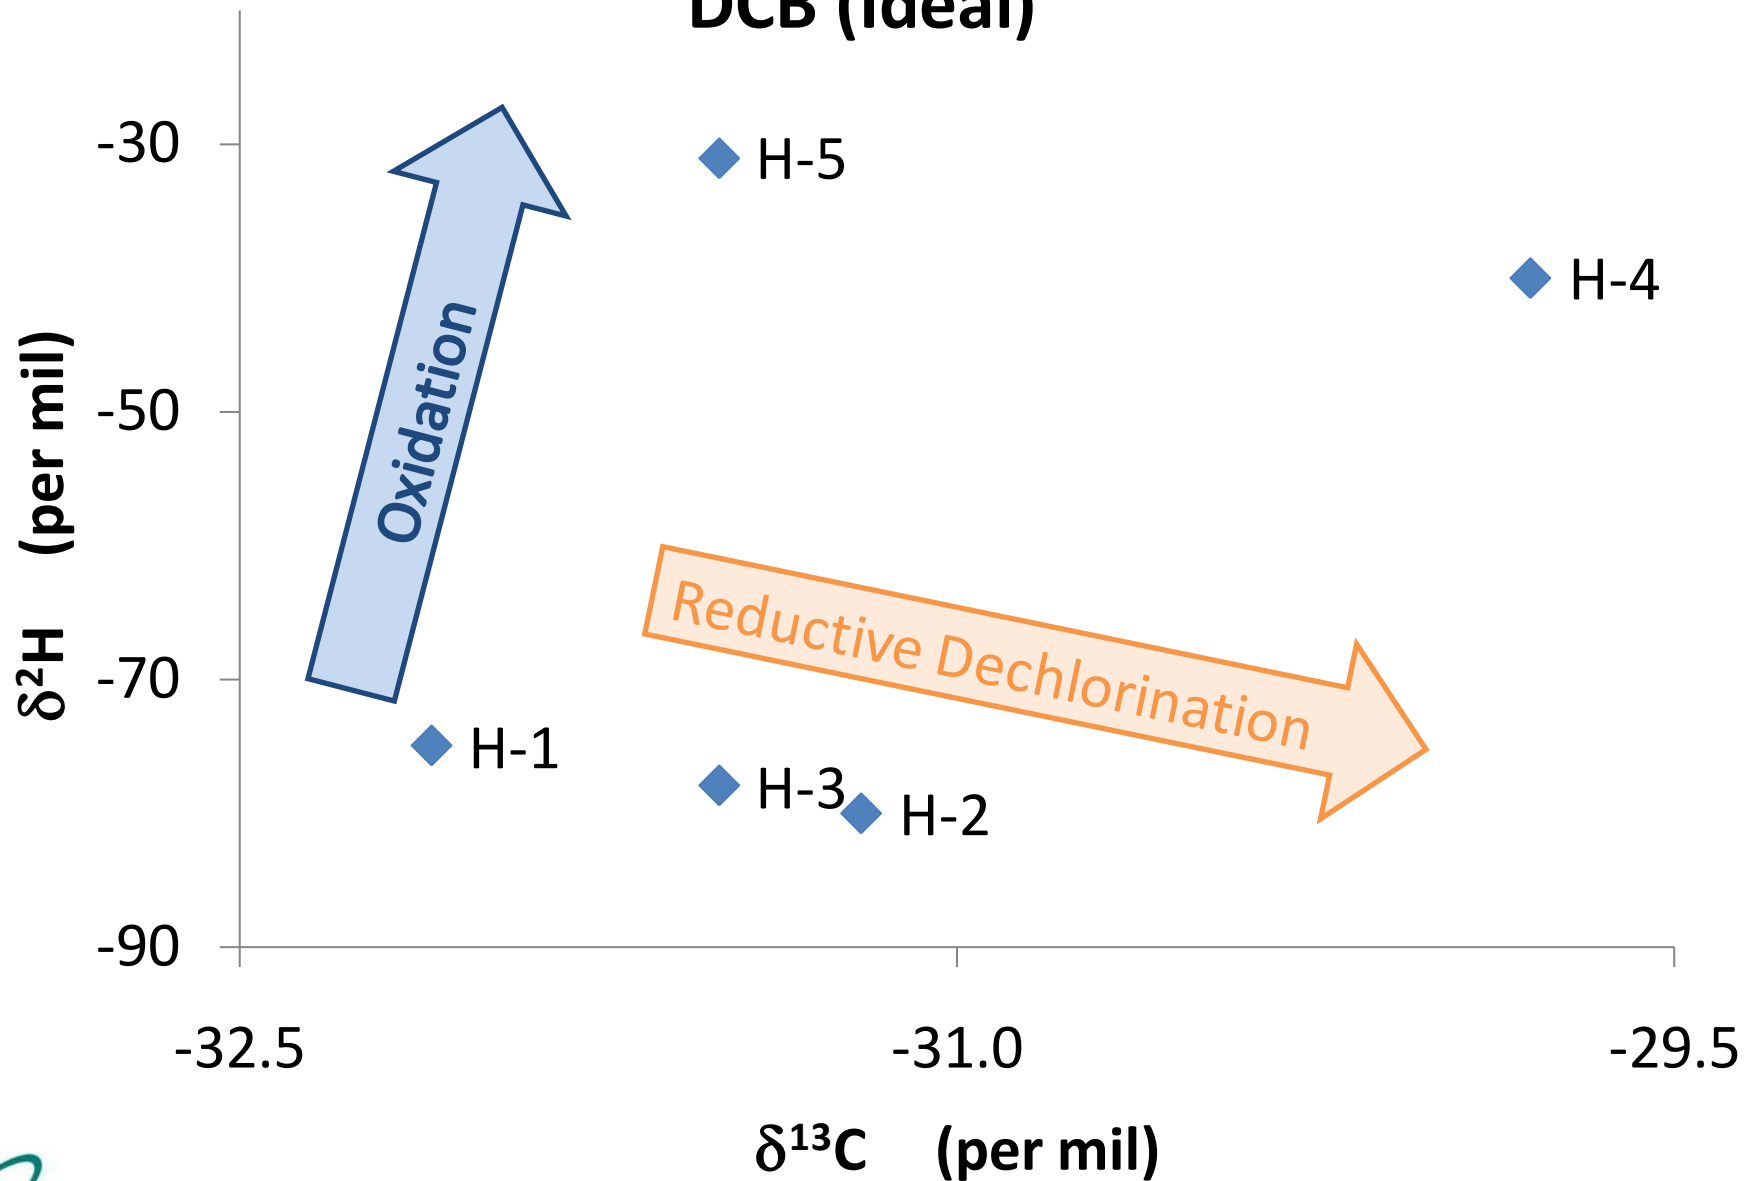 DCB (Ideal)
-30
H-5
H-4
Oxidation
δ²H (per mil)
-50
Reductive Dechlorination
-70
H-1
H-3
H-2
-90
-32.5
-31.0
-29.5
δ¹³C (per mil)